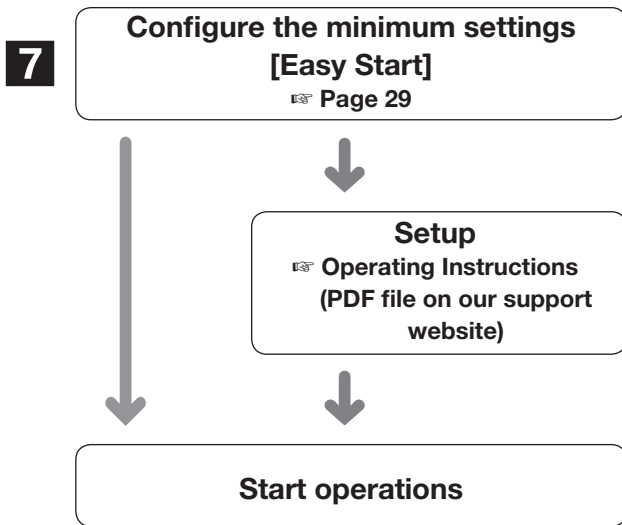 7
Configure the minimum settings
[Easy Start]
☞ Page 29
Setup
☞ Operating Instructions
(PDF file on our support
website)
Start operations